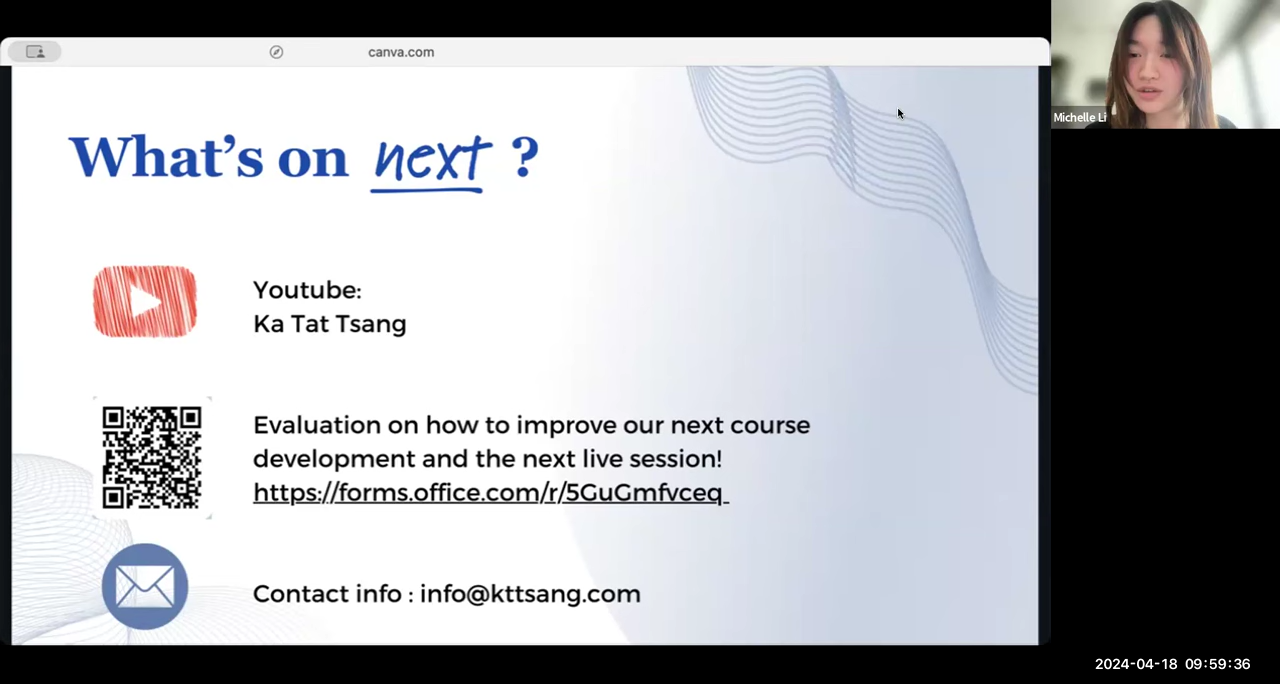 canva.com
Michelle Li
What's on next ?
Youtube:
Ka Tat Tsang
Evaluation on how to improve our next course
development and the next live session!
https://forms.office.com/r/5GuGmfvceq
Contact info : info@kttsang.com
2024-04-18 09:59:36